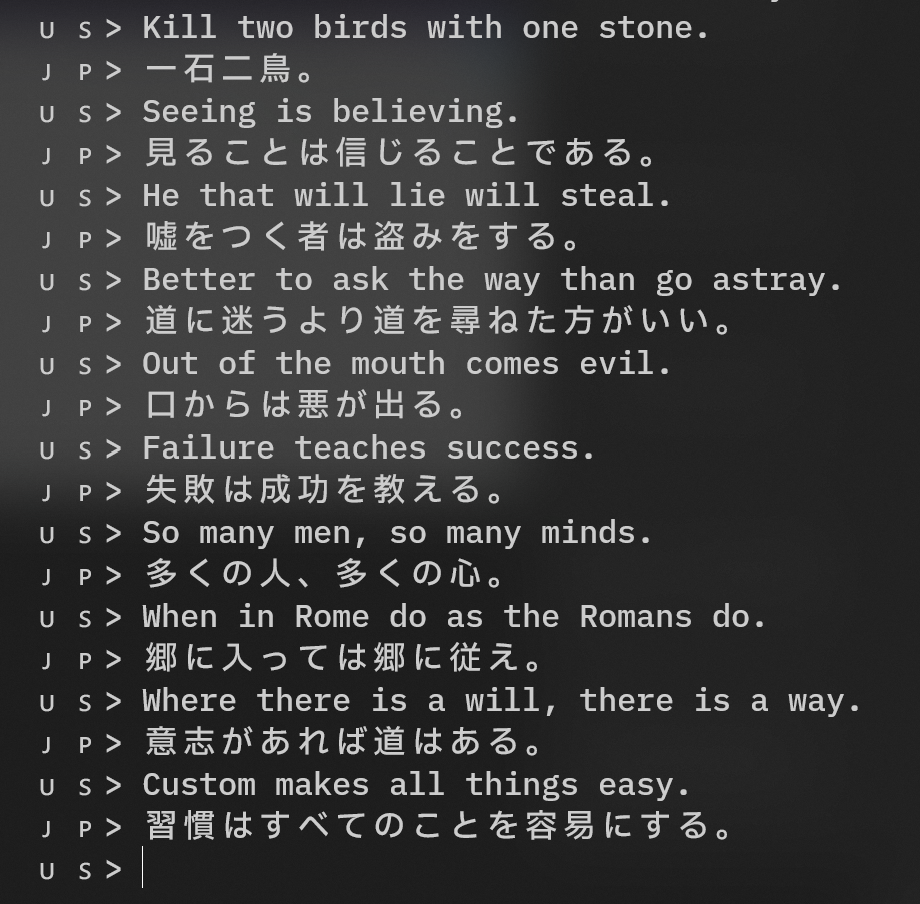 U S> Kill two birds with one stone.
J P> 一石二鳥。
U S> Seeing is believing.
J P> 見ることは信じることである。
U S> He that will lie will steal.
J P> 嘘をつく者は盗みをする。
U S> Better to ask the way than go astray.
J P> 道に迷うより道を尋ねた方がいい。
U S> Out of the mouth comes evil.
J P> 口からは悪が出る。
U S> Failure teaches success.
J P> 失敗は成功を教える。
U S> So many men, so many minds.
J P> 多くの人、多くの心。
U S> When in Rome do as the Romans do.
J P> 郷に入っては郷に従え。
U S> Where there is a will, there is a way.
J P> 意志があれば道はある。
U S> Custom makes all things easy.
J P> 習慣はすべてのことを容易にする。
U S>